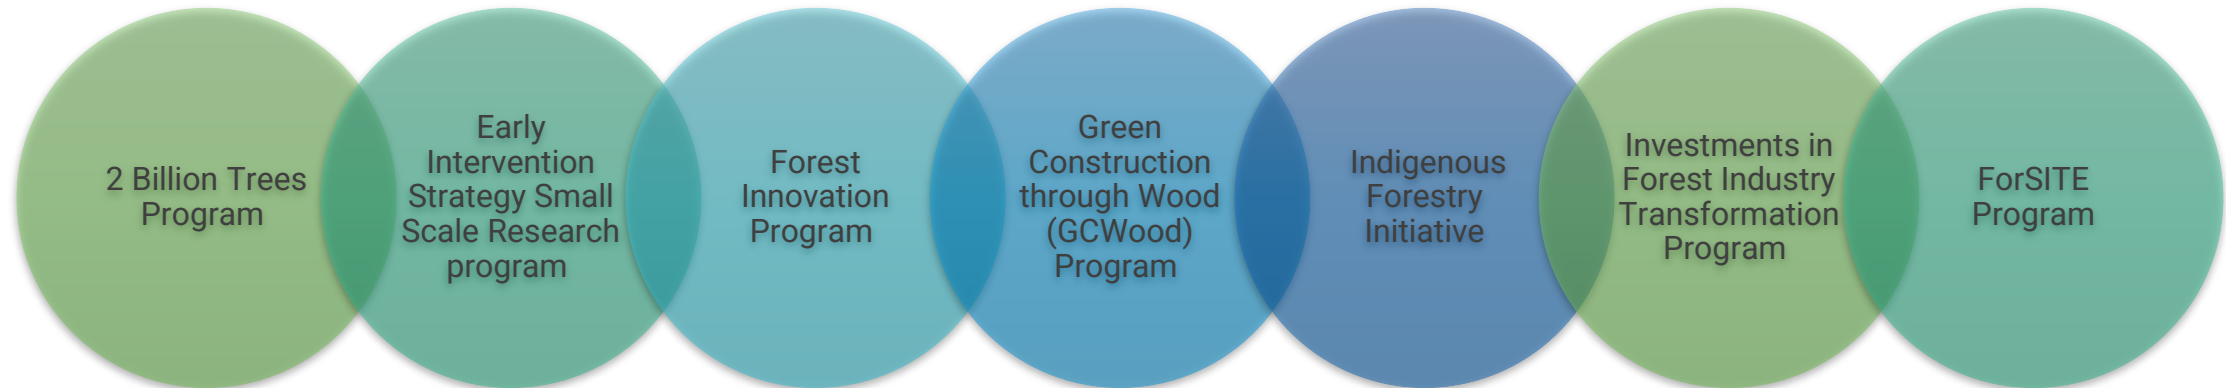 2 Billion Trees
Program
Early
Intervention
Strategy Small
Scale Research
program
Forest
Innovation
Program
Green
Construction
through Wood
(GCWood)
Program
Indigenous
Forestry
Initiative
Investments in
Forest Industry
Transformation
Program
ForSITE
Program